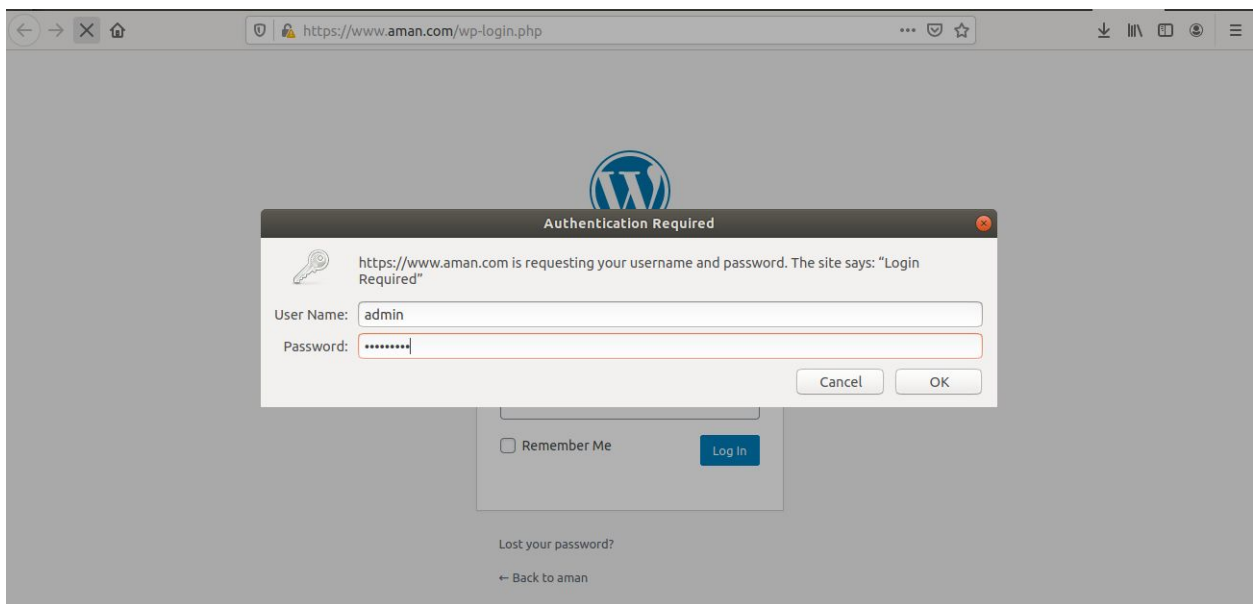 https://www.aman.com/wp-login.php
Authentication Required
https://www.aman.com is requesting your username and password. The site says: “Login
Required”
User Name: admin
Password: •••••••••
Cancel OK
Remember Me Log In
Lost your password?
← Back to aman